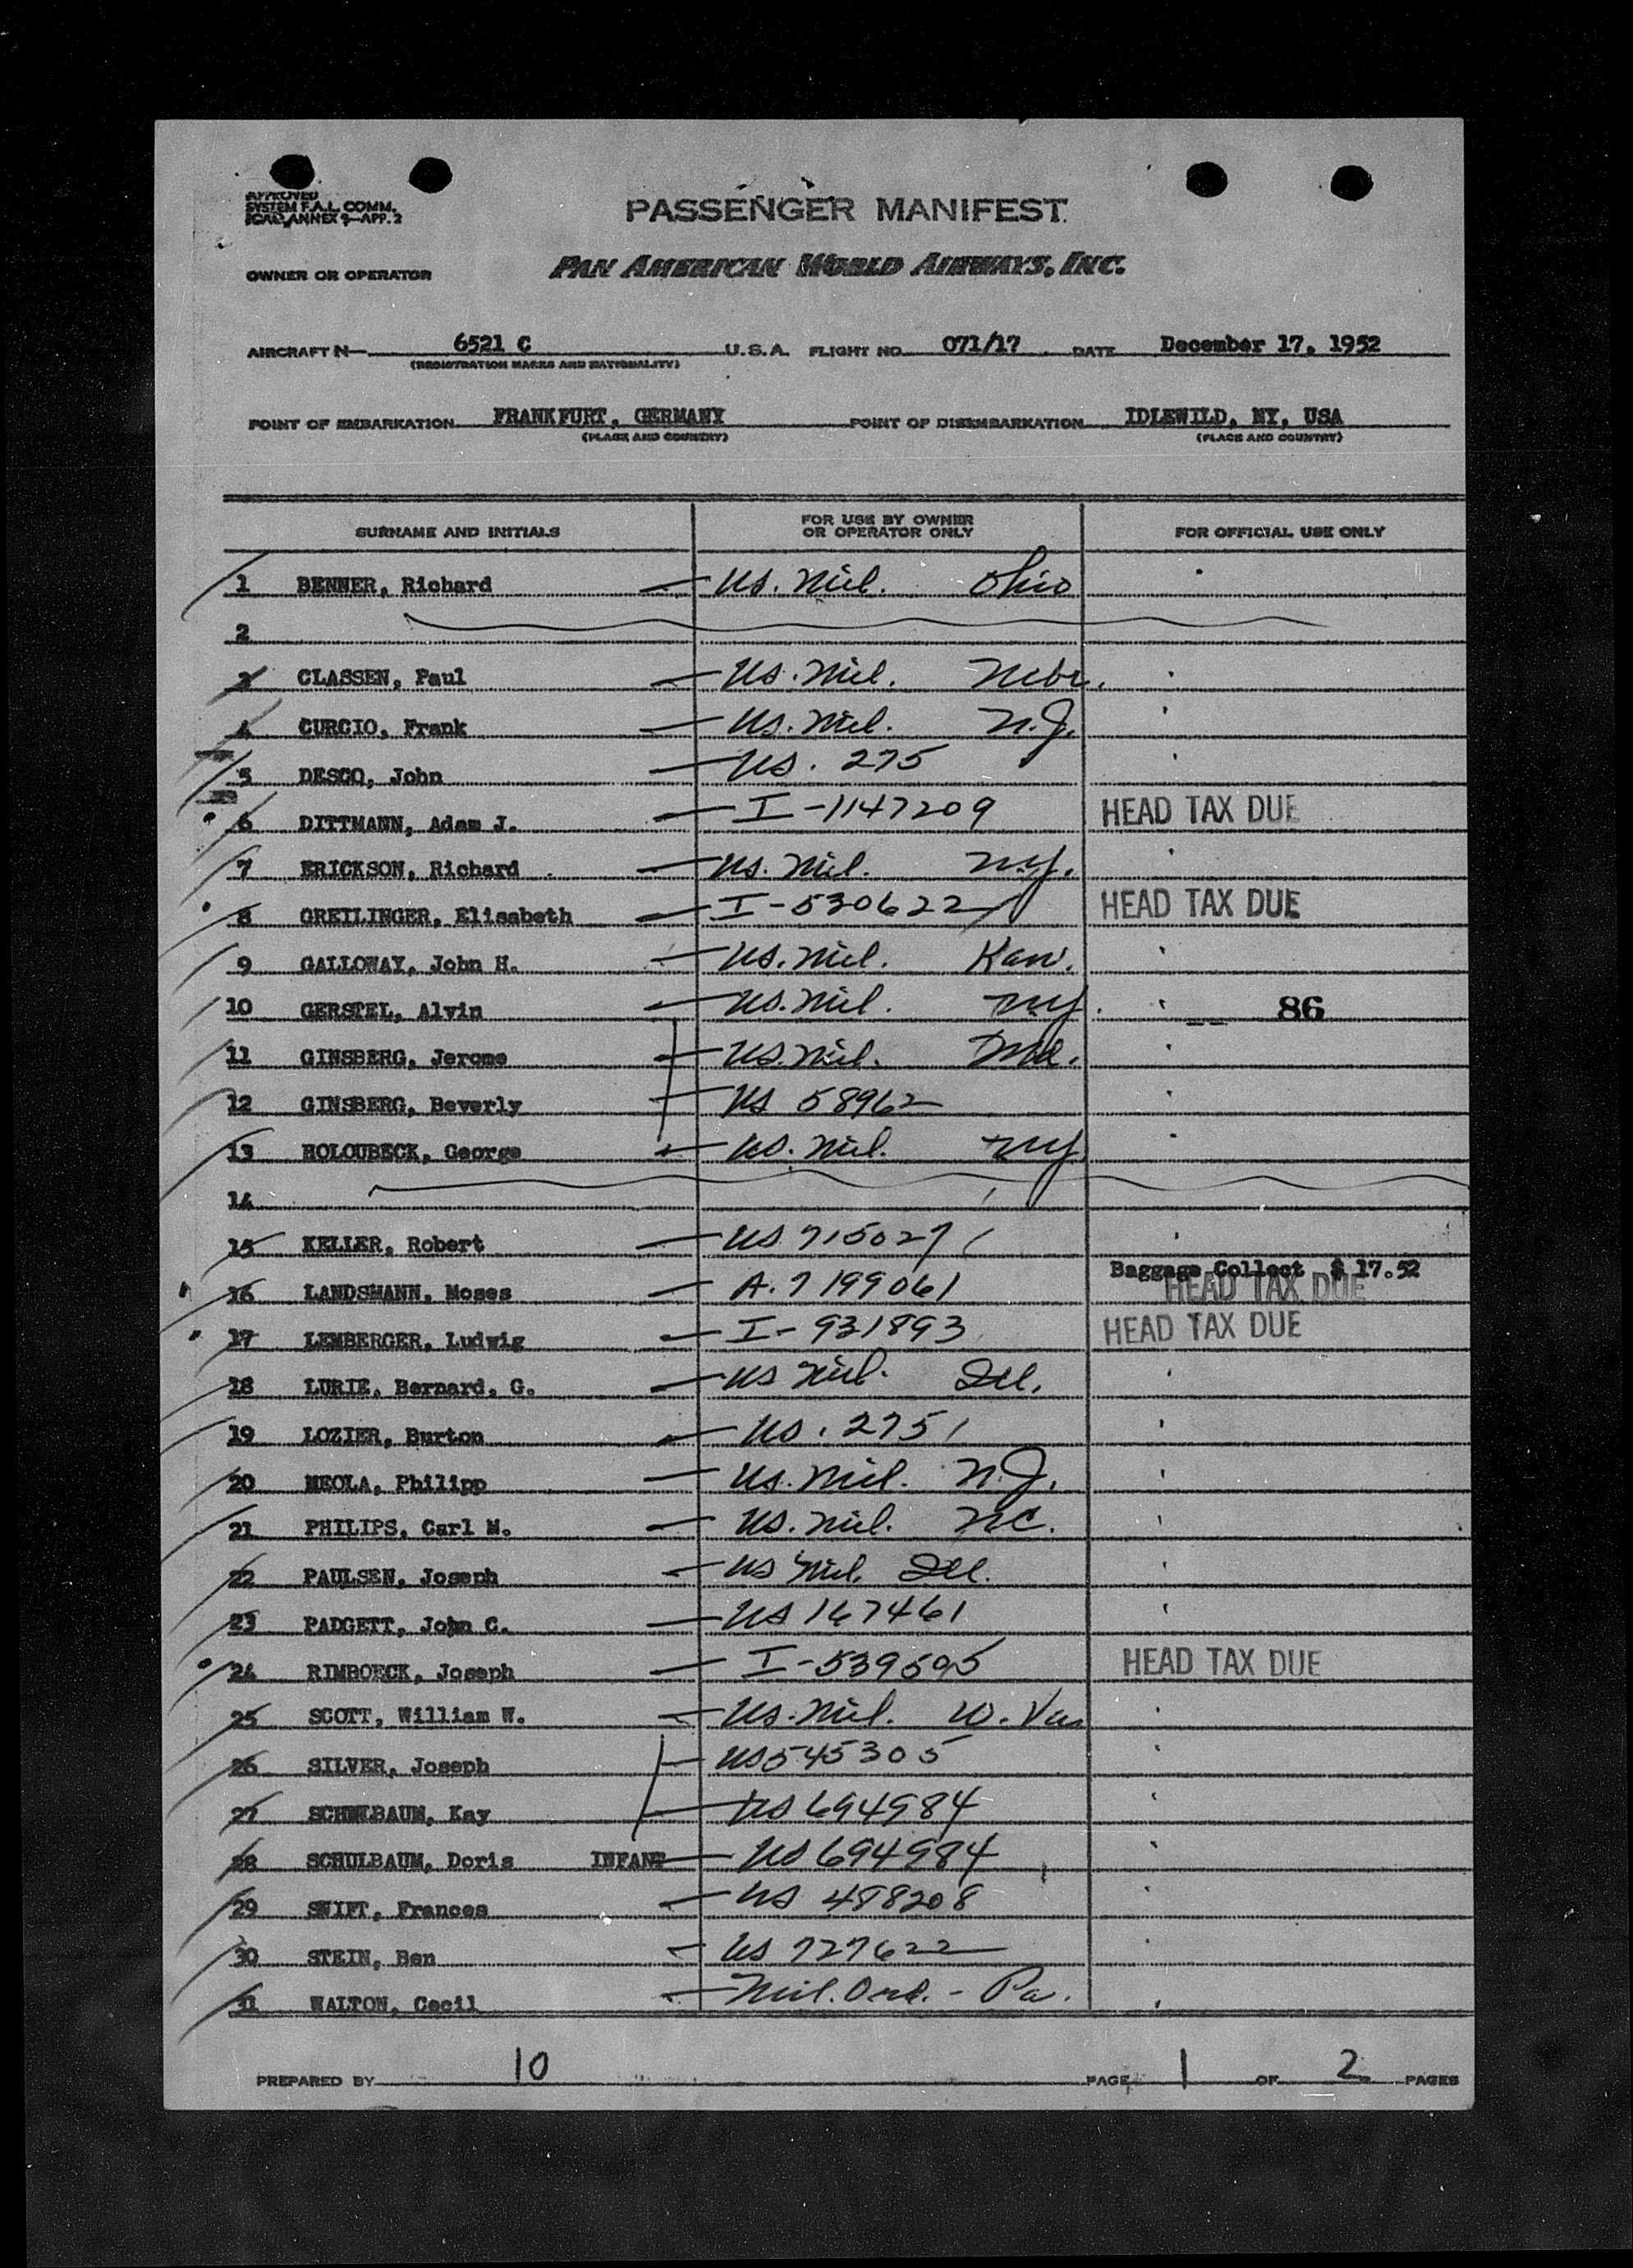 APPROVED
SYSTEM F.A.L. COMM.
ICAO ANNEX 9—APP. 2
PASSENGER MANIFEST
OWNER OR OPERATOR PAN AMERICAN WORLD AIRWAYS, INC.
AIRCRAFT N— 6521 C U.S.A. FLIGHT NO. 071/17 DATE December 17, 1952
(REGISTRATION MARKS AND NATIONALITY)
POINT OF EMBARKATION FRANKFURT, GERMANY POINT OF DISEMBARKATION IDLEWILD, NY, USA
(PLACE AND COUNTRY) (PLACE AND COUNTRY)
SURNAME AND INITIALS FOR USE BY OWNER OR OPERATOR ONLY FOR OFFICIAL USE ONLY
1 BENNER, Richard US. Mil. Ohio
2
3 CLASSEN, Paul US. Mil. Nebr.
4 CURCIO, Frank US. Mil. N.J.
5 DESCO, John US. 275
6 DITTMANN, Adam J. I-1147209 HEAD TAX DUE
7 ERICKSON, Richard US. Mil. NY.
8 GREILINGER, Elisabeth I-530622 HEAD TAX DUE
9 GALLOWAY, John H. US. Mil. Kan.
10 GERSTEL, Alvin US. Mil. NY. 86
11 GINSBERG, Jerome US. Mil. Md.
12 GINSBERG, Beverly US 58962
13 HOLOUBECK, George US. Mil. NY
14
15 KELLER, Robert US 715027
Baggage Collect $ 17.52
16 LANDSMANN, Moses A. 7199061 HEAD TAX DUE
17 LEMBERGER, Ludwig I-931893 HEAD TAX DUE
18 LURIE, Bernard, G. US Mil. Ill.
19 LOZIER, Burton US. 2751
20 MEOLA, Philipp US. Mil. N.J.
21 PHILIPS, Carl M. US. Mil. NC.
22 PAULSEN, Joseph US Mil. Ill.
23 PADGETT, John C. US 167461
24 RIMBOECK, Joseph I-539595 HEAD TAX DUE
25 SCOTT, William W. US. Mil. W. Va
26 SILVER, Joseph US 545305
27 SCHULBAUM, Kay US 694984
28 SCHULBAUM, Doris INFANT US 694984
29 SWIFT, Frances US 488208
30 STEIN, Ben US 727622
31 WALTON, Cecil Mil. Ord. - Pa.
PREPARED BY 10 PAGE 1 OF 2 PAGES